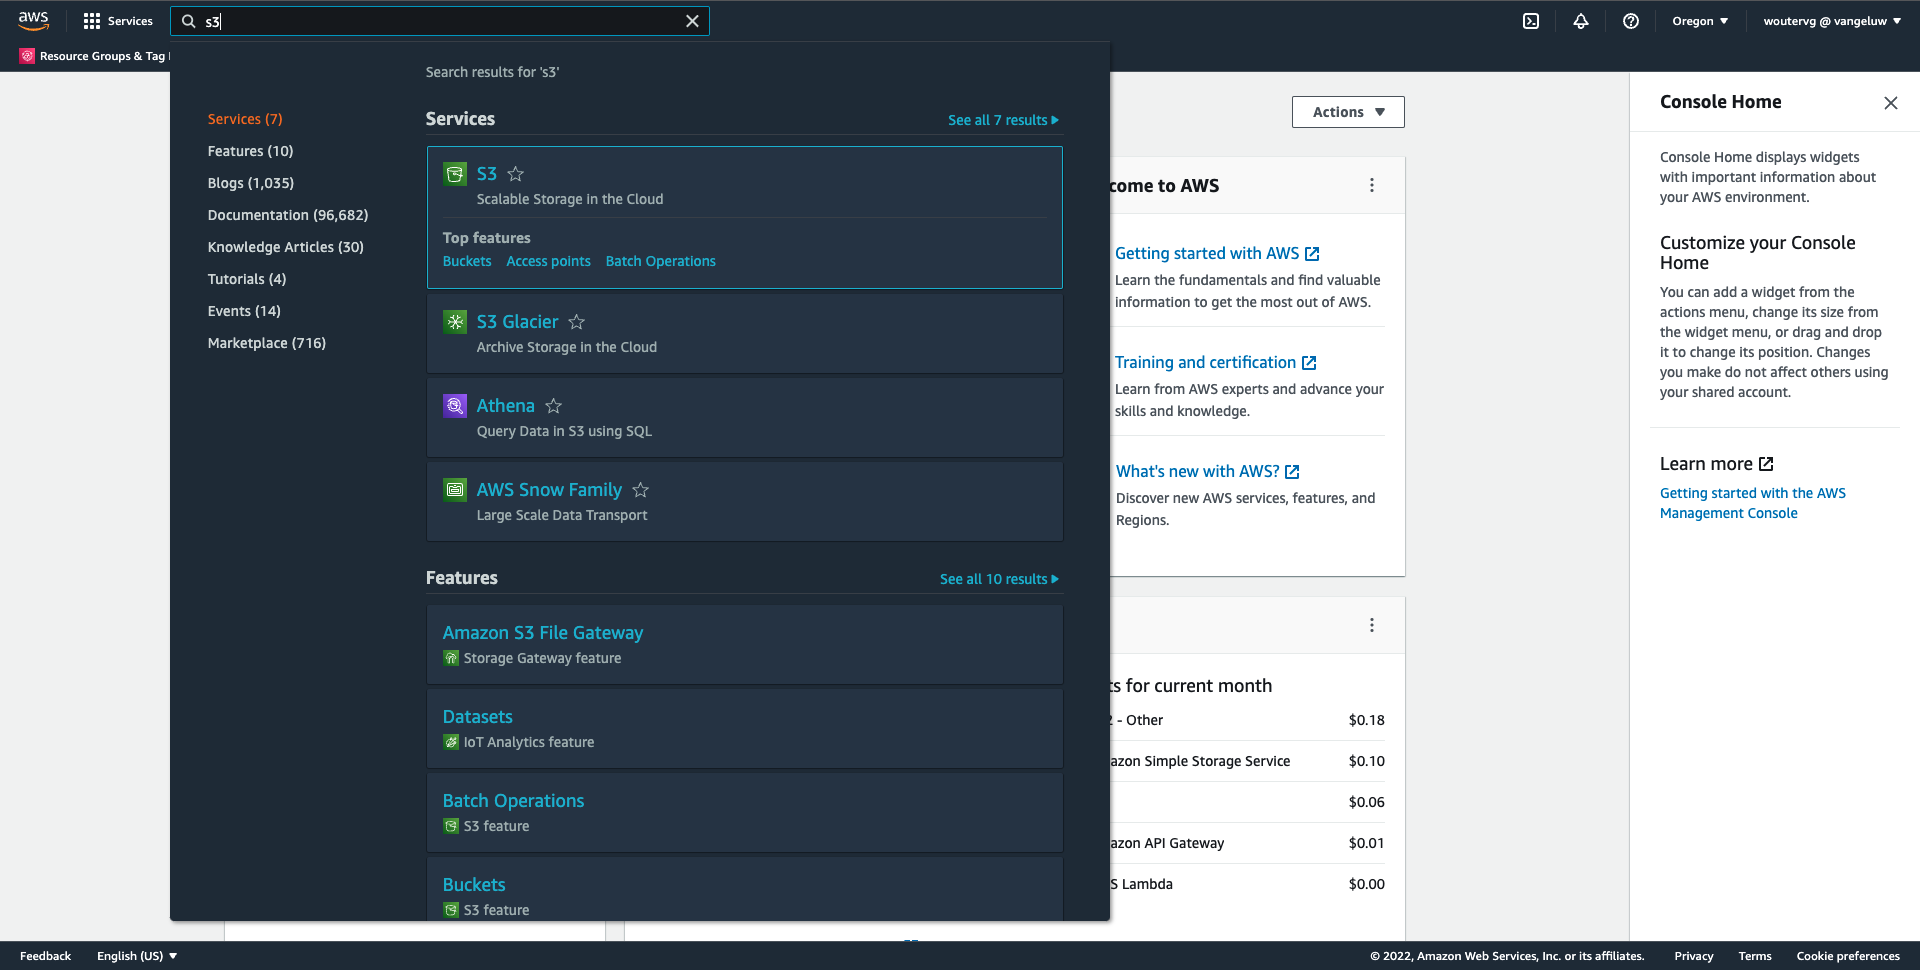 aws
Services
s3
Oregon
woutervg @ vangeluw
Resource Groups & Tag
Search results for 's3'
Services (7)
Features (10)
Blogs (1,035)
Documentation (96,682)
Knowledge Articles (30)
Tutorials (4)
Events (14)
Marketplace (716)
Services
See all 7 results
S3
Scalable Storage in the Cloud
Top features
Buckets Access points Batch Operations
S3 Glacier
Archive Storage in the Cloud
Athena
Query Data in S3 using SQL
AWS Snow Family
Large Scale Data Transport
Features
See all 10 results
Amazon S3 File Gateway
Storage Gateway feature
Datasets
IoT Analytics feature
Batch Operations
S3 feature
Buckets
S3 feature
Actions
come to AWS
Getting started with AWS
Learn the fundamentals and find valuable
information to get the most out of AWS.
Training and certification
Learn from AWS experts and advance your
skills and knowledge.
What's new with AWS?
Discover new AWS services, features, and
Regions.
ts for current month
2 - Other $0.18
azon Simple Storage Service $0.10
$0.06
azon API Gateway $0.01
S Lambda $0.00
Console Home
Console Home displays widgets
with important information about
your AWS environment.
Customize your Console
Home
You can add a widget from the
actions menu, change its size from
the widget menu, or drag and drop
it to change its position. Changes
you make do not affect others using
your shared account.
Learn more
Getting started with the AWS
Management Console
Feedback English (US)
© 2022, Amazon Web Services, Inc. or its affiliates. Privacy Terms Cookie preferences